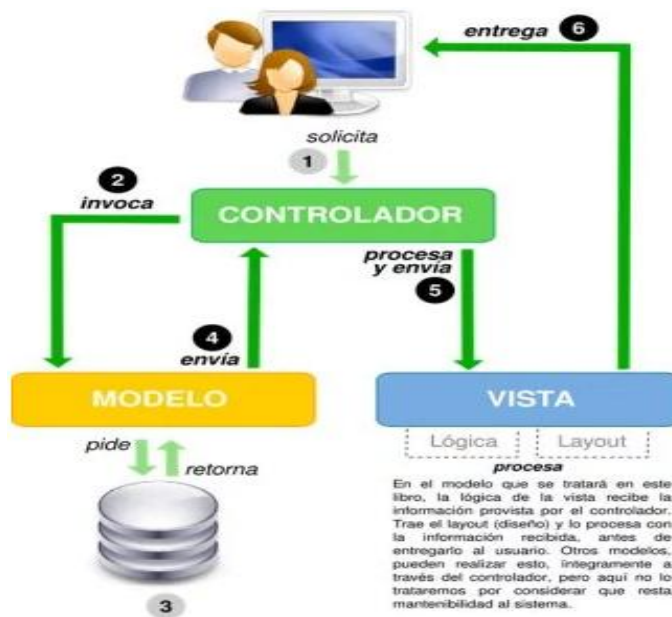 entrega 6
solicita
1
2
invoca
CONTROLADOR
procesa
y envía
5
4
envía
MODELO
VISTA
Lógica
Layout
pide
retorna
procesa
3
En el modelo que se tratará en este
libro, la lógica de la vista recibe la
información provista por el controlador.
Trae el layout (diseño) y lo procesa con
la información recibida, antes de
entregarlo al usuario. Otros modelos,
pueden realizar esto, íntegramente a
través del controlador, pero aquí no lo
trataremos por considerar que resta
mantenibilidad al sistema.